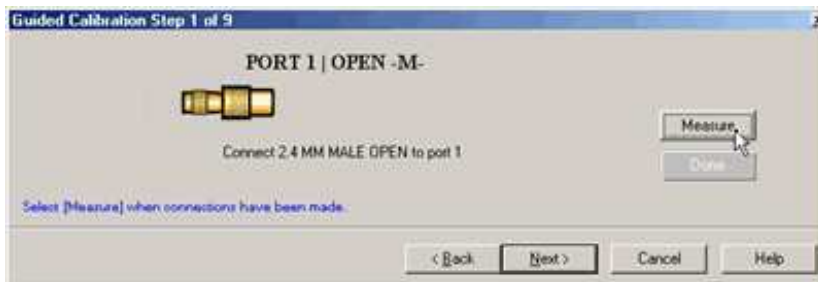 Guided Calibration Step 1 of 9
PORT 1 | OPEN -M-
Measure
Connect 2.4 MM MALE OPEN to port 1
Done
Select [Measure] when connections have been made.
< Back
Next >
Cancel
Help